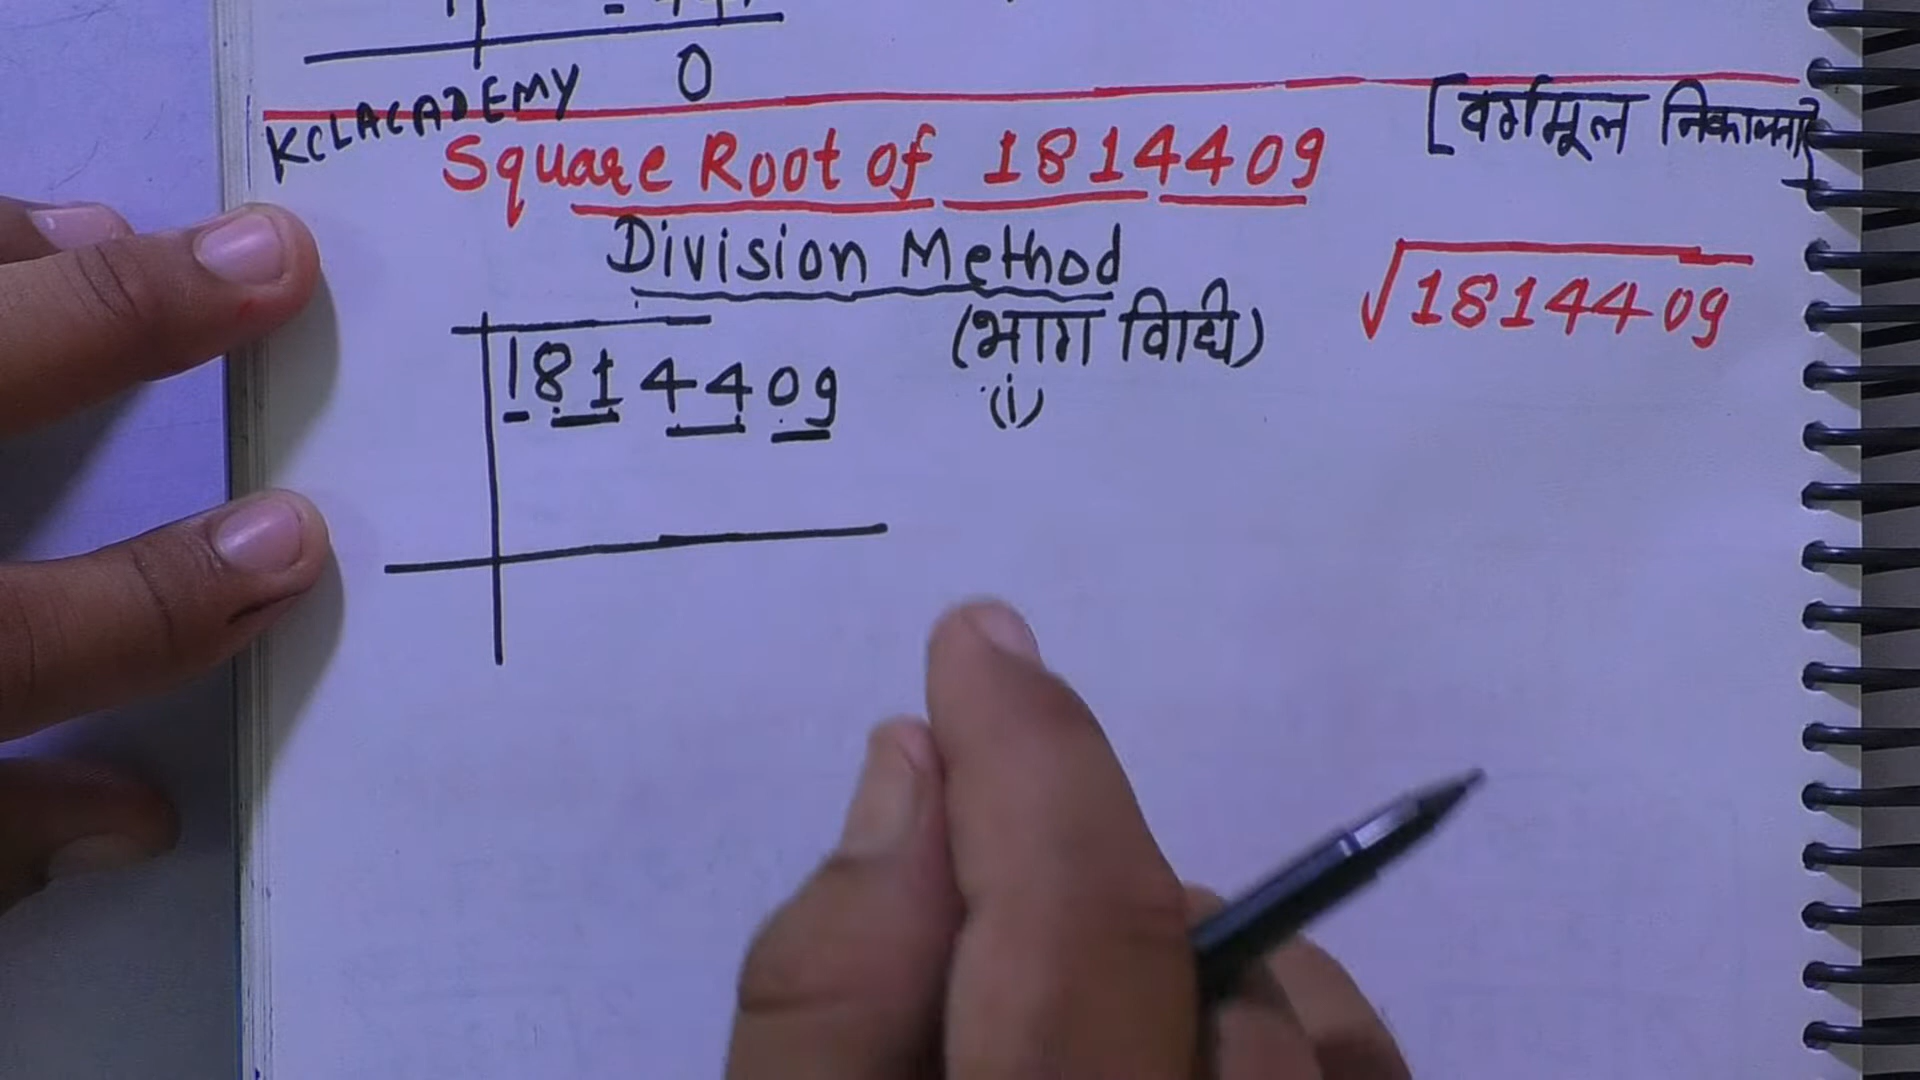 0
KCLACADEMY
[वर्गमूल निकालना]
Square Root of 1814409
Division Method
√1814409
(भाग विधि)
1814409
(i)